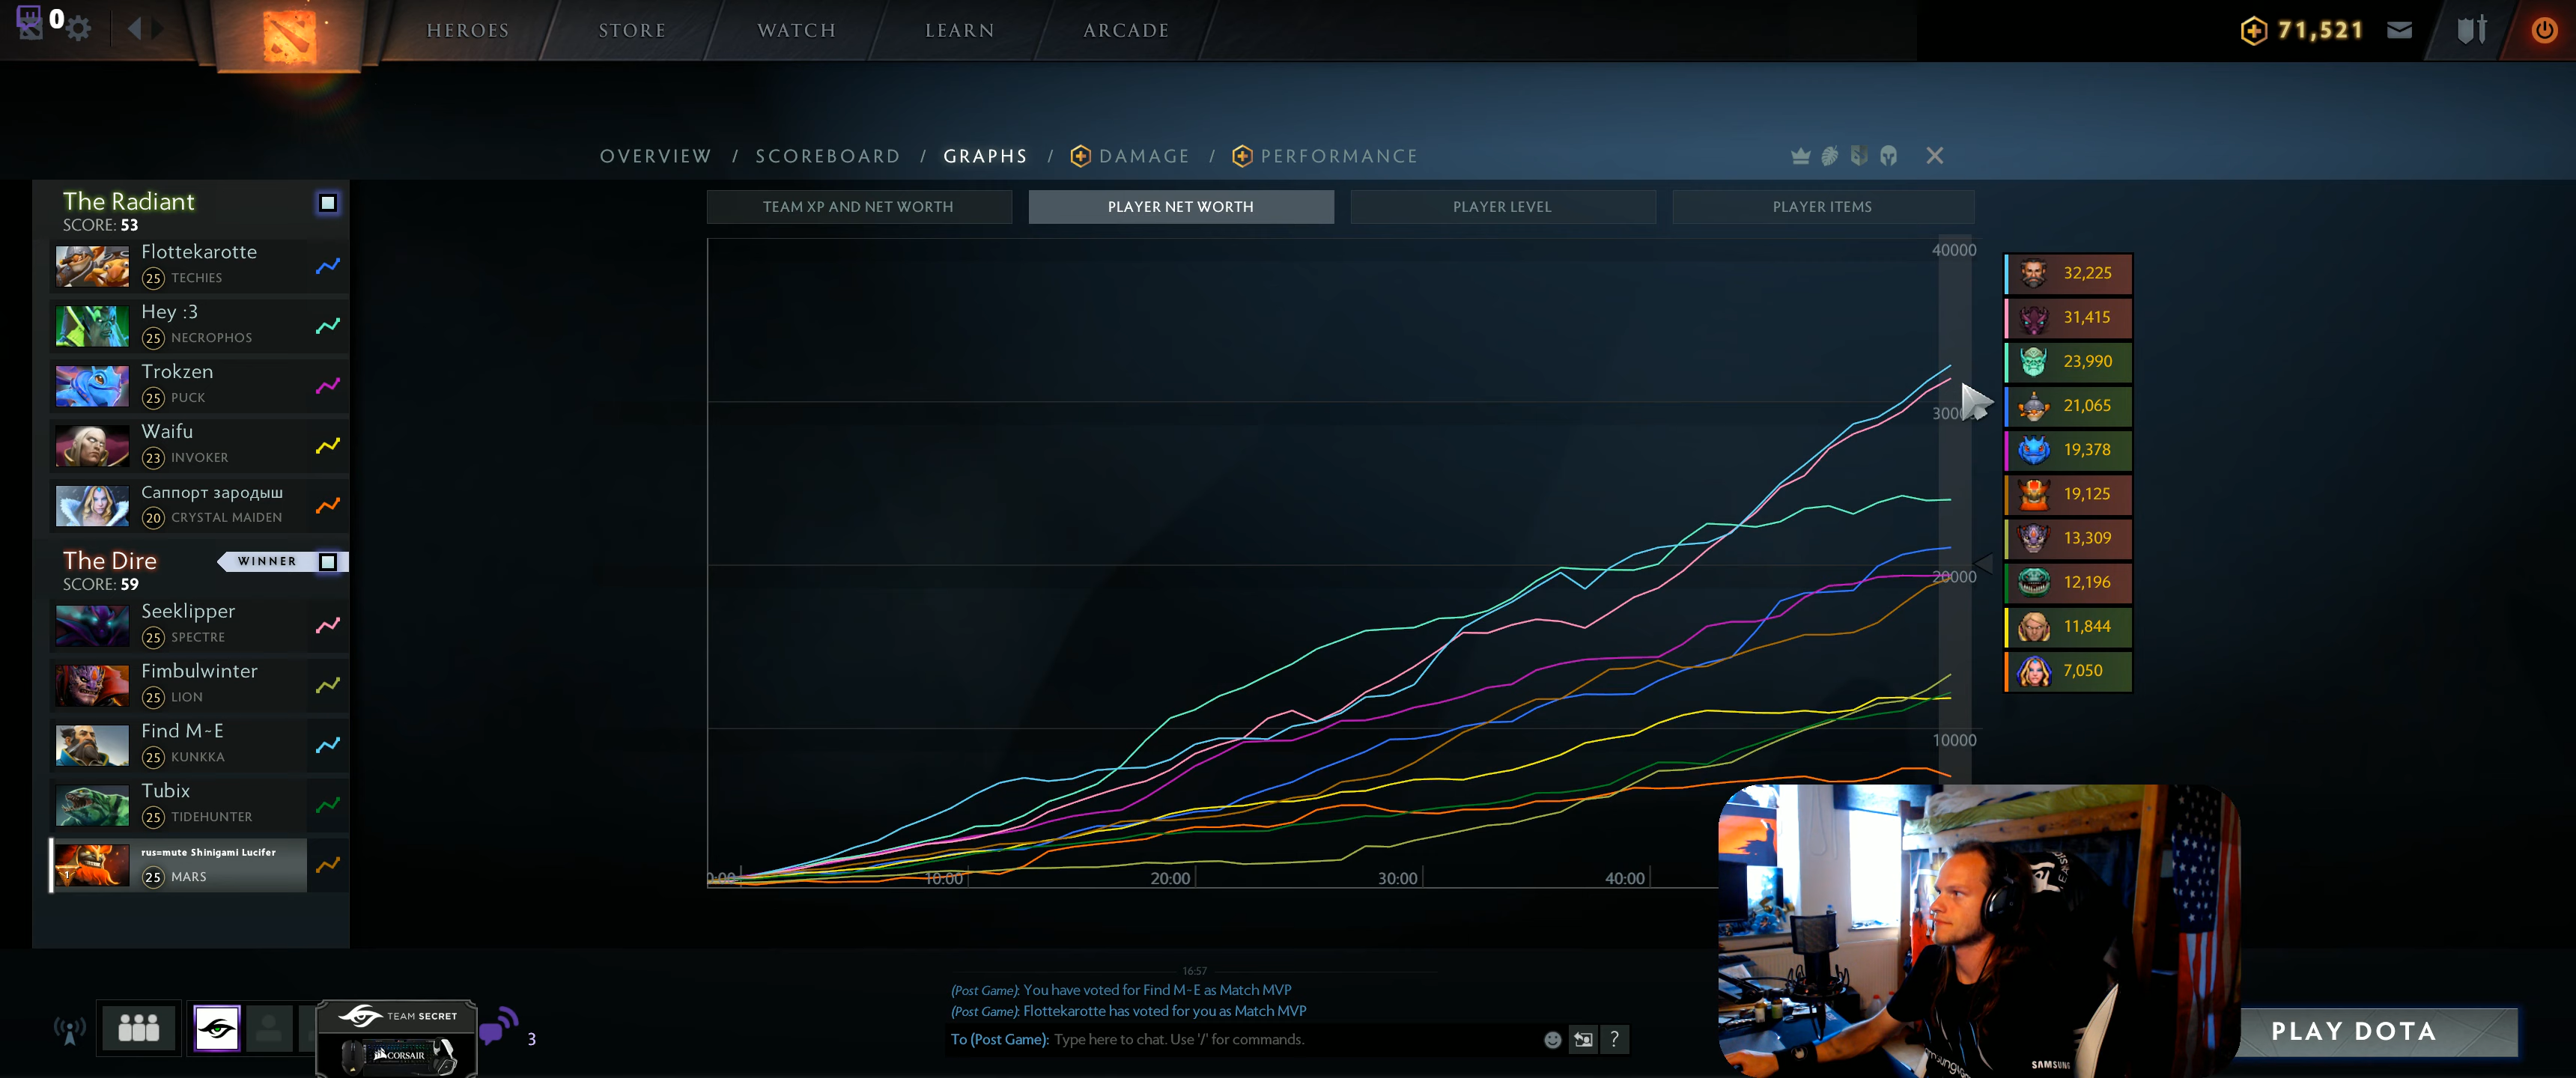 0
HEROES
STORE
WATCH
LEARN
ARCADE
71,521
OVERVIEW / SCOREBOARD / GRAPHS / DAMAGE / PERFORMANCE
TEAM XP AND NET WORTH
PLAYER NET WORTH
PLAYER LEVEL
PLAYER ITEMS
The Radiant
SCORE: 53
Flottekarotte
25 TECHIES
Hey :3
25 NECROPHOS
Trokzen
25 PUCK
Waifu
23 INVOKER
Саппорт зародыш
20 CRYSTAL MAIDEN
The Dire
WINNER
SCORE: 59
Seeklipper
25 SPECTRE
Fimbulwinter
25 LION
Find M-E
25 KUNKKA
Tubix
25 TIDEHUNTER
rus=mute Shinigami Lucifer
1
25 MARS
40000
20000
10000
10:00
20:00
30:00
40:00
32,225
31,415
23,990
21,065
19,378
19,125
13,309
12,196
11,844
7,050
16:57
(Post Game): You have voted for Find M-E as Match MVP
(Post Game): Flottekarotte has voted for you as Match MVP
To (Post Game): Type here to chat. Use '/' for commands.
?
TEAM SECRET
CORSAIR
3
SAMSUNG
PLAY DOTA